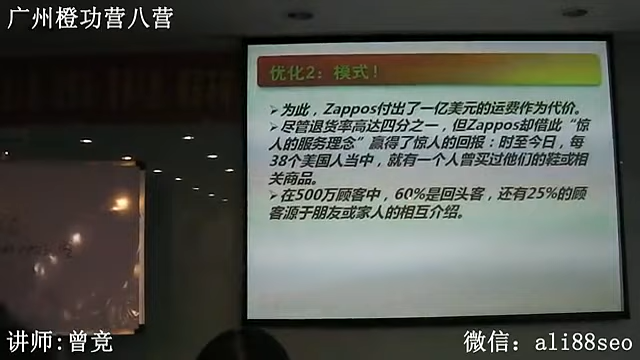 广州橙功营八营
优化2：模式！
➢为此，Zappos付出了一亿美元的运费作为代价。
➢尽管退货率高达四分之一，但Zappos却借此“惊
人的服务理念”赢得了惊人的回报：时至今日，每
38个美国人当中，就有一个人曾买过他们的鞋或相
关商品。
➢在500万顾客中，60%是回头客，还有25%的顾
客源于朋友或家人的相互介绍。
讲师:曾竞
微信：ali88seo